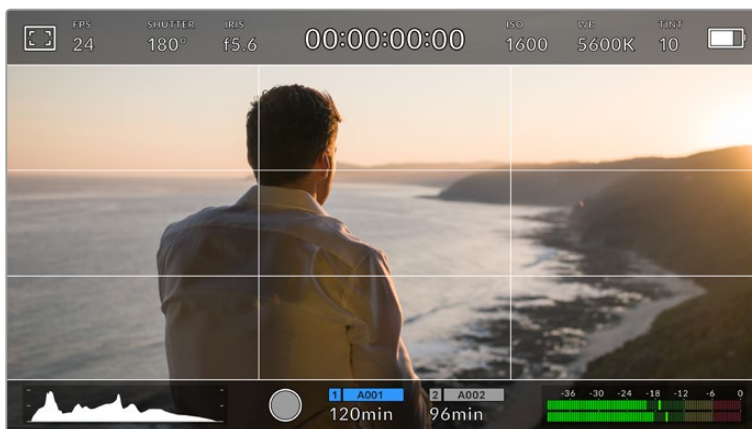 FPS SHUTTER IRIS ISO WB TINT
24 180° f5.6 00:00:00:00 1600 5600K 10
1 A001 2 A002
120min 96min
-36 -30 -24 -18 -12 -6 0